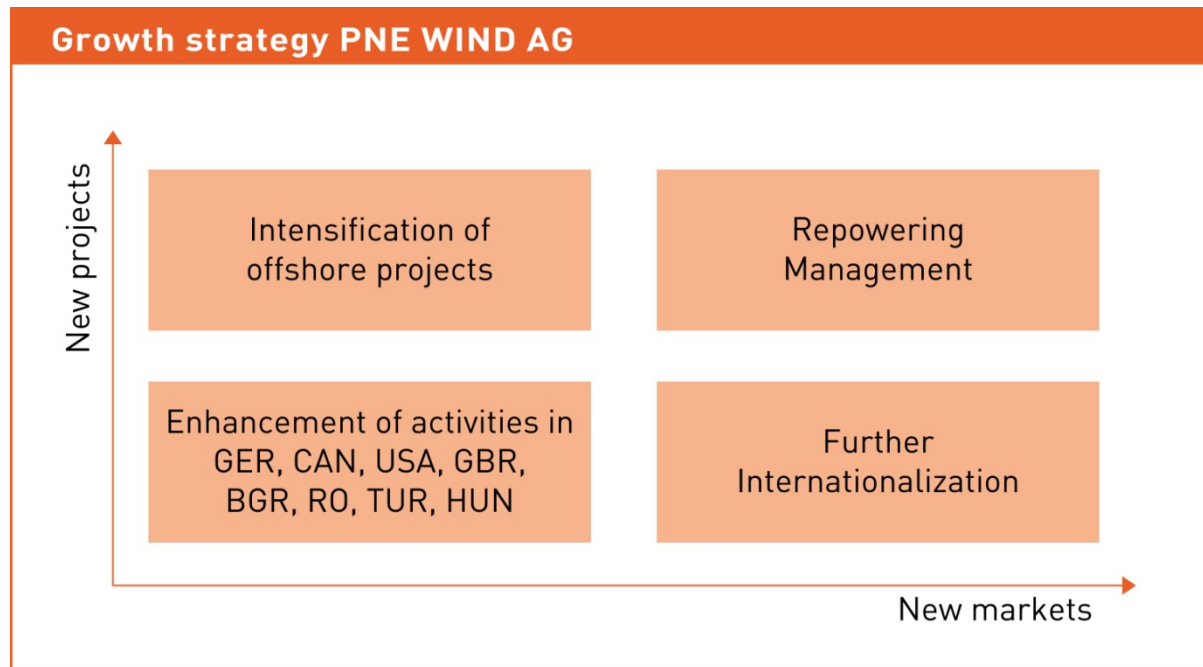 Growth strategy PNE WIND AG
New projects
Intensification of
offshore projects
Repowering
Management
Enhancement of activities in
GER, CAN, USA, GBR,
BGR, RO, TUR, HUN
Further
Internationalization
New markets